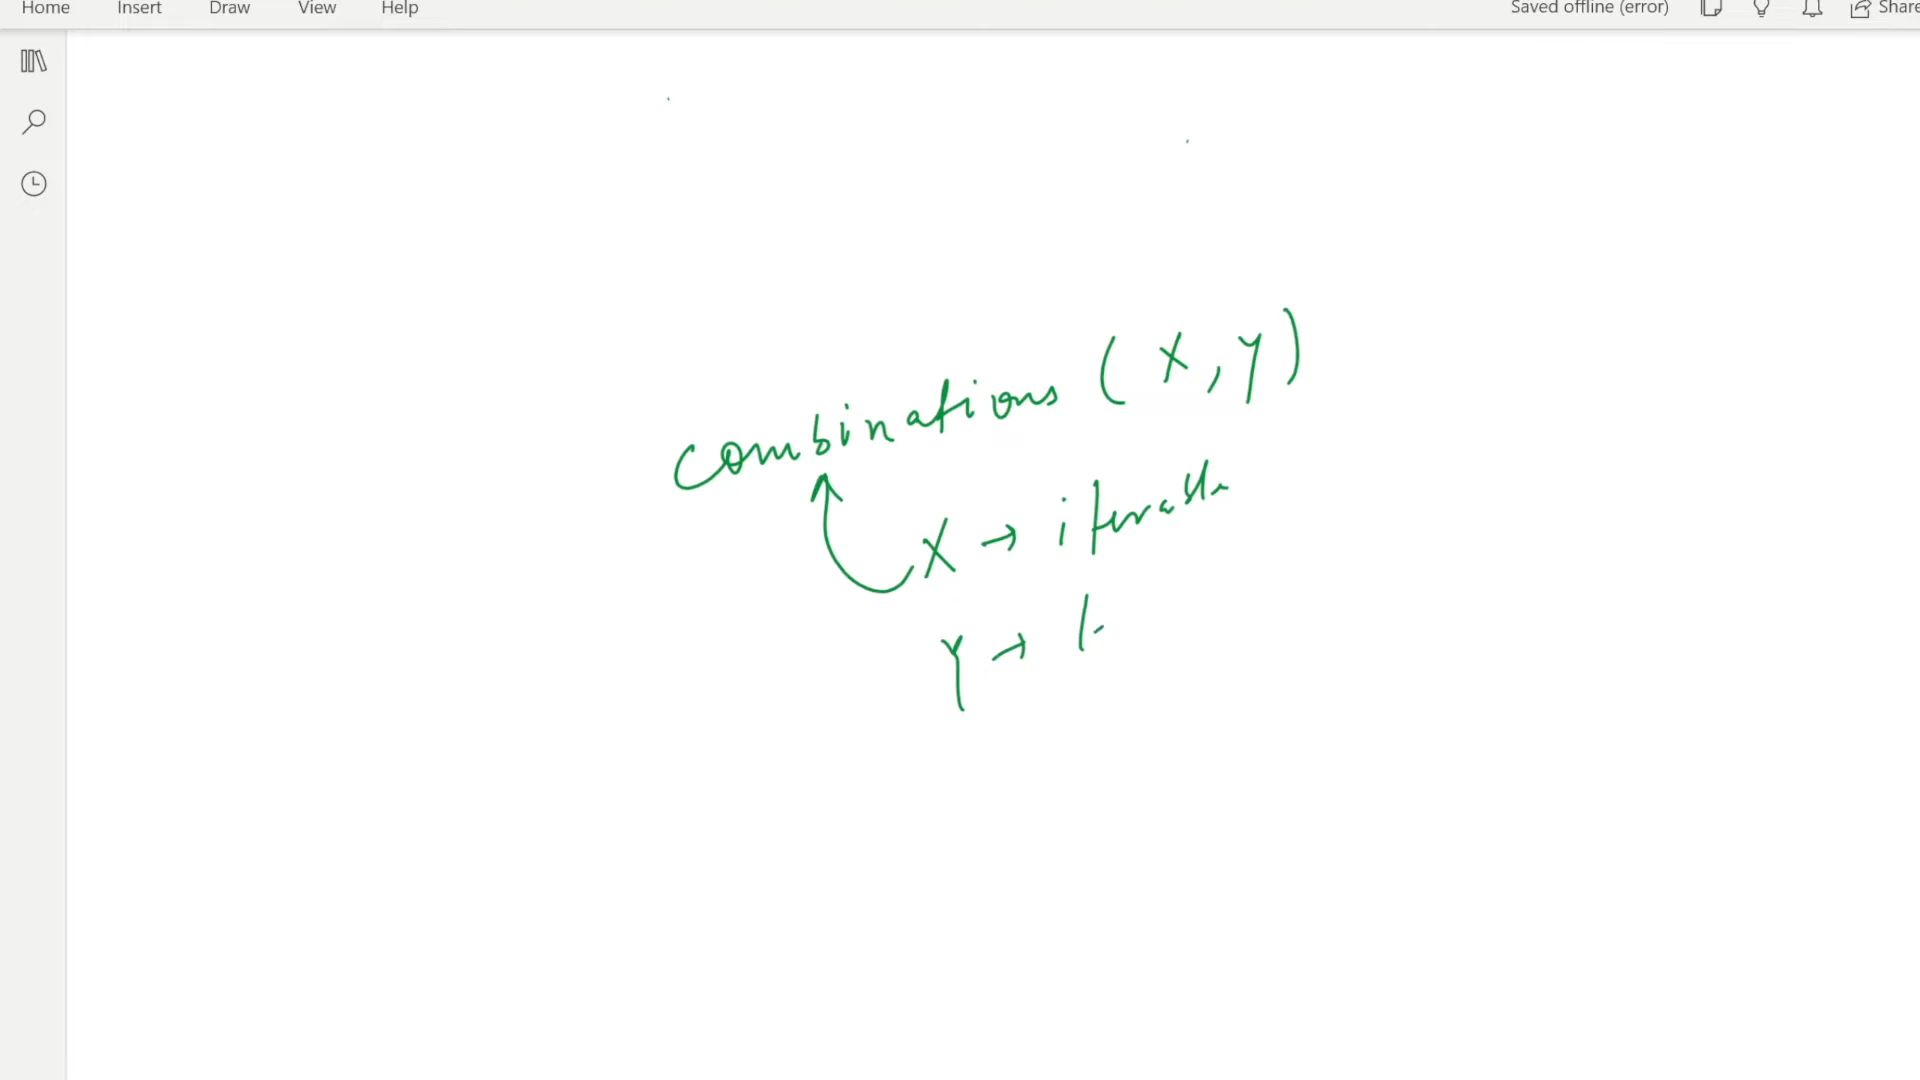 Home Insert Draw View Help Saved offline (error) Share
combinations ( X , Y )
X → iterable
Y →